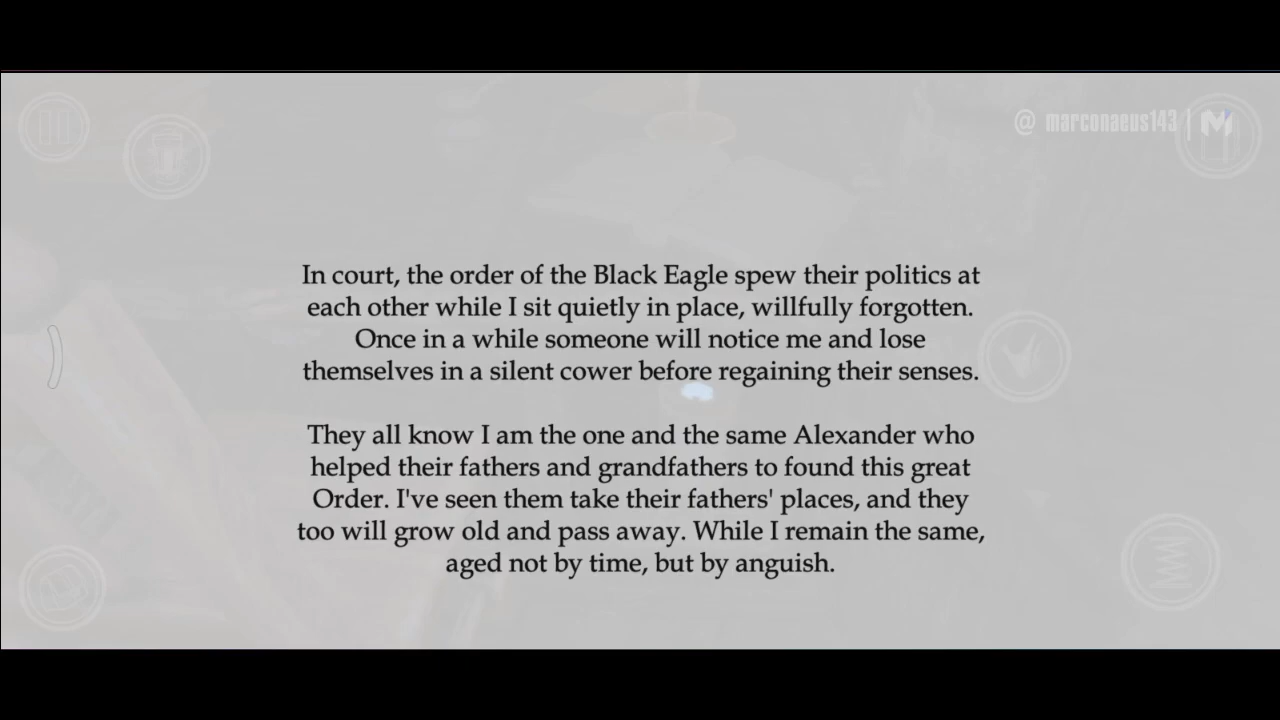 @ marconaeus143 | M
In court, the order of the Black Eagle spew their politics at
each other while I sit quietly in place, willfully forgotten.
Once in a while someone will notice me and lose
themselves in a silent cower before regaining their senses.
They all know I am the one and the same Alexander who
helped their fathers and grandfathers to found this great
Order. I've seen them take their fathers' places, and they
too will grow old and pass away. While I remain the same,
aged not by time, but by anguish.